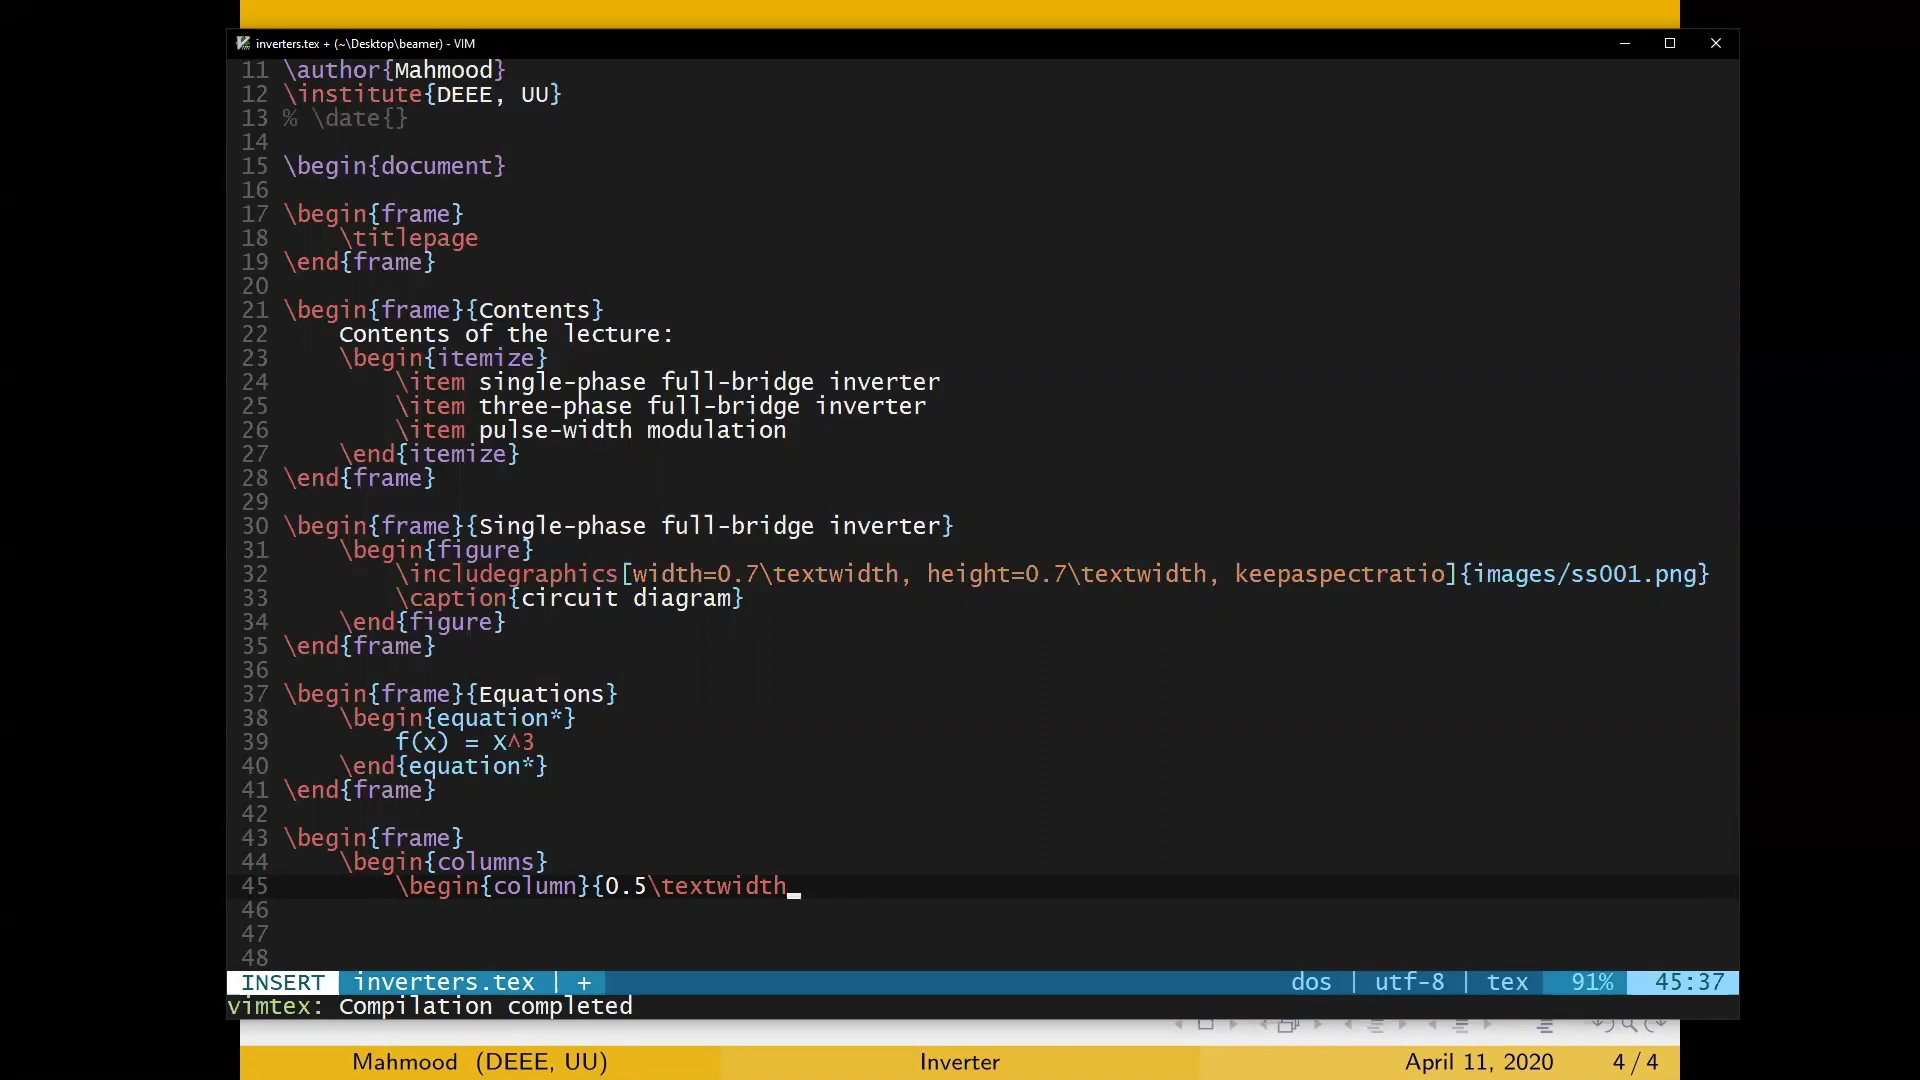 inverters.tex + (~\Desktop\beamer) - VIM
11 \author{Mahmood}
12 \institute{DEEE, UU}
13 % \date{}
14
15 \begin{document}
16
17 \begin{frame}
18     \titlepage
19 \end{frame}
20
21 \begin{frame}{Contents}
22     Contents of the lecture:
23     \begin{itemize}
24         \item single-phase full-bridge inverter
25         \item three-phase full-bridge inverter
26         \item pulse-width modulation
27     \end{itemize}
28 \end{frame}
29
30 \begin{frame}{Single-phase full-bridge inverter}
31     \begin{figure}
32         \includegraphics[width=0.7\textwidth, height=0.7\textwidth, keepaspectratio]{images/ss001.png}
33         \caption{circuit diagram}
34     \end{figure}
35 \end{frame}
36
37 \begin{frame}{Equations}
38     \begin{equation*}
39         f(x) = X^3
40     \end{equation*}
41 \end{frame}
42
43 \begin{frame}
44     \begin{columns}
45         \begin{column}{0.5\textwidth
46
47
48
INSERT inverters.tex | + dos | utf-8 | tex 91% 45:37
vimtex: Compilation completed
Mahmood (DEEE, UU) Inverter April 11, 2020 4 / 4